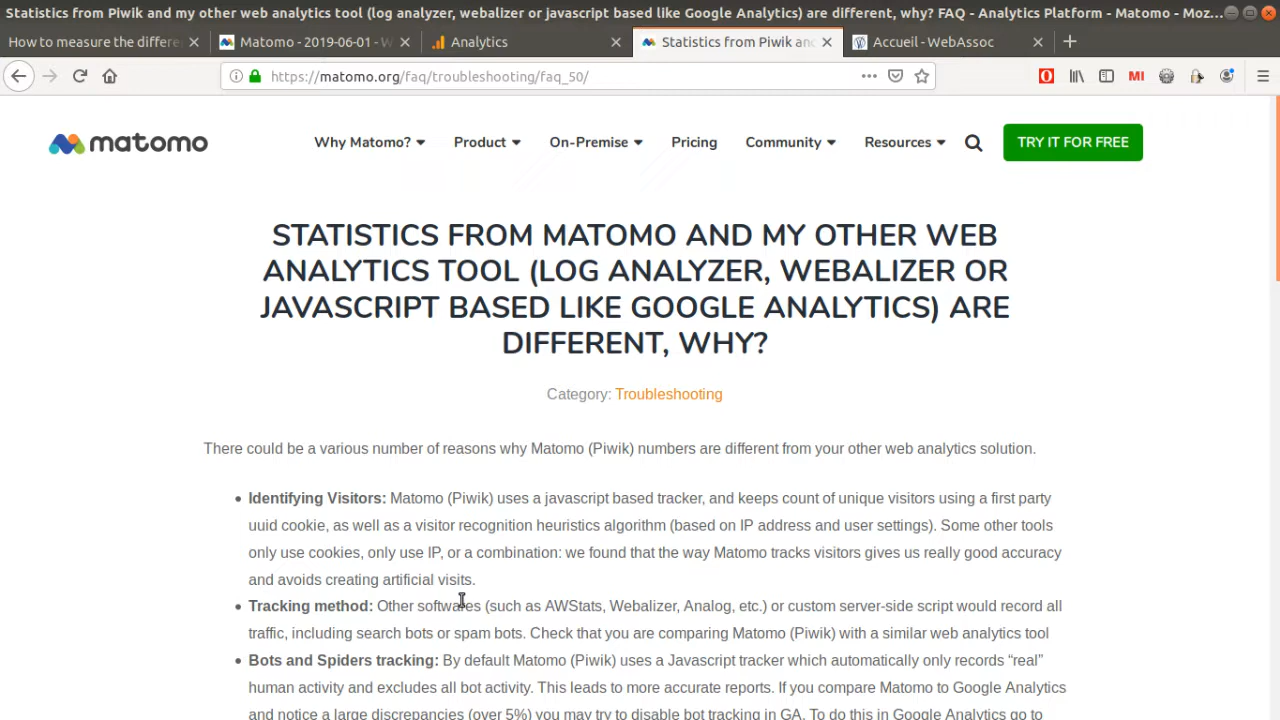 Statistics from Piwik and my other web analytics tool (log analyzer, webalizer or javascript based like Google Analytics) are different, why? FAQ - Analytics Platform - Matomo - Moz...
How to measure the differe
Matomo - 2019-06-01 - W
Analytics
Statistics from Piwik an
Accueil - WebAssoc
https://matomo.org/faq/troubleshooting/faq_50/
MI
matomo
Why Matomo?
Product
On-Premise
Pricing
Community
Resources
TRY IT FOR FREE
STATISTICS FROM MATOMO AND MY OTHER WEB
ANALYTICS TOOL (LOG ANALYZER, WEBALIZER OR
JAVASCRIPT BASED LIKE GOOGLE ANALYTICS) ARE
DIFFERENT, WHY?
Category: Troubleshooting
There could be a various number of reasons why Matomo (Piwik) numbers are different from your other web analytics solution.
• Identifying Visitors: Matomo (Piwik) uses a javascript based tracker, and keeps count of unique visitors using a first party
uuid cookie, as well as a visitor recognition heuristics algorithm (based on IP address and user settings). Some other tools
only use cookies, only use IP, or a combination: we found that the way Matomo tracks visitors gives us really good accuracy
and avoids creating artificial visits.
• Tracking method: Other softwares (such as AWStats, Webalizer, Analog, etc.) or custom server-side script would record all
traffic, including search bots or spam bots. Check that you are comparing Matomo (Piwik) with a similar web analytics tool
• Bots and Spiders tracking: By default Matomo (Piwik) uses a Javascript tracker which automatically only records “real”
human activity and excludes all bot activity. This leads to more accurate reports. If you compare Matomo to Google Analytics
and notice a large discrepancies (over 5%) you may try to disable bot tracking in GA. To do this in Google Analytics go to